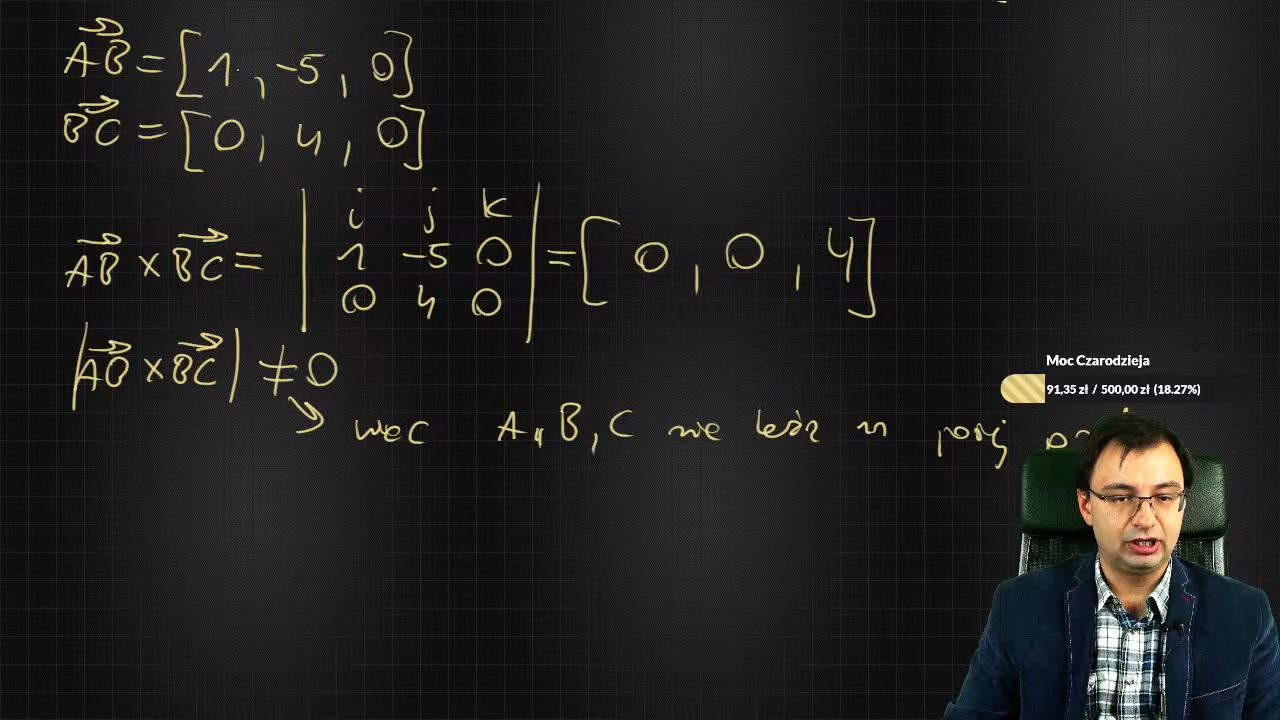 AB = [1, -5, 0]
BC = [0, 4, 0]
i j k
AB × BC = | 1 -5 0 | = [0, 0, 4]
0 4 0
|AB × BC| ≠ 0
więc A, B, C nie leżą
Moc Czarodzieja
91,35 zł / 500,00 zł (18.27%)